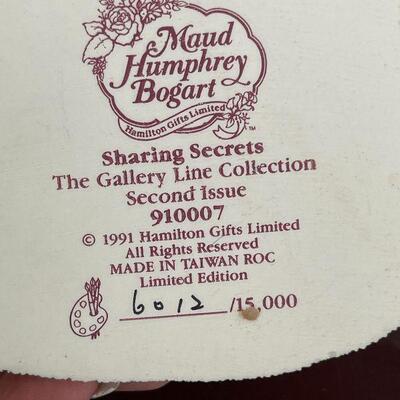 Maud
Humphrey
Bogart
Hamilton Gifts Limited
TM
Sharing Secrets
The Gallery Line Collection
Second Issue
910007
© 1991 Hamilton Gifts Limited
All Rights Reserved
MADE IN TAIWAN ROC
Limited Edition
6012 /15,000